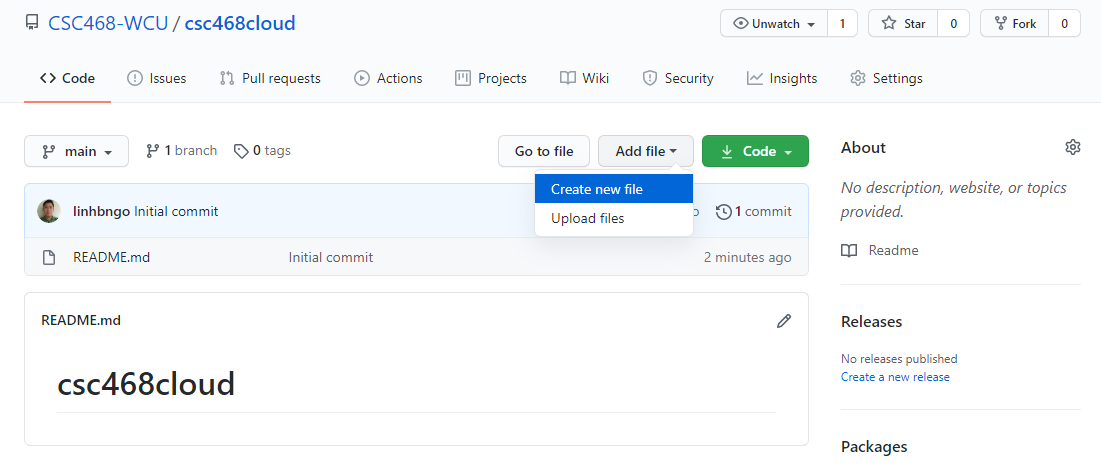 CSC468-WCU / csc468cloud
Unwatch 1 Star 0 Fork 0
Code Issues Pull requests Actions Projects Wiki Security Insights Settings
main 1 branch 0 tags Go to file Add file Code
Create new file
Upload files
linhbngo Initial commit 1 commit
README.md Initial commit 2 minutes ago
README.md
csc468cloud
About
No description, website, or topics
provided.
Readme
Releases
No releases published
Create a new release
Packages